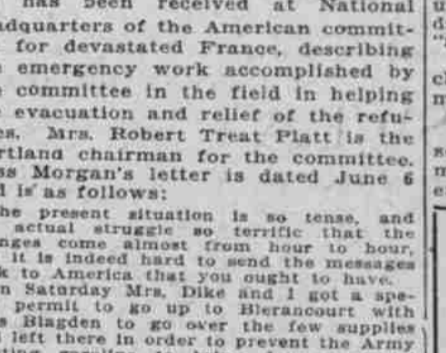 has been received at National
adquarters of the American commit-
for devastated France, describing
emergency work accomplished by
committee in the field in helping
evacuation and relief of the refu-
es. Mrs. Robert Treat Platt is the
rtland chairman for the committee.
ss Morgan's letter is dated June 6
d is as follows:
he present situation is so tense, and
actual struggle so terrific that the
nges come almost from hour to hour,
it is indeed hard to send the messages
k to America that you ought to have.
n Saturday Mrs. Dike and I got a spe-
permit to go up to Blerancourt with
s Blagden to go over the few supplies
left there in order to prevent the Army